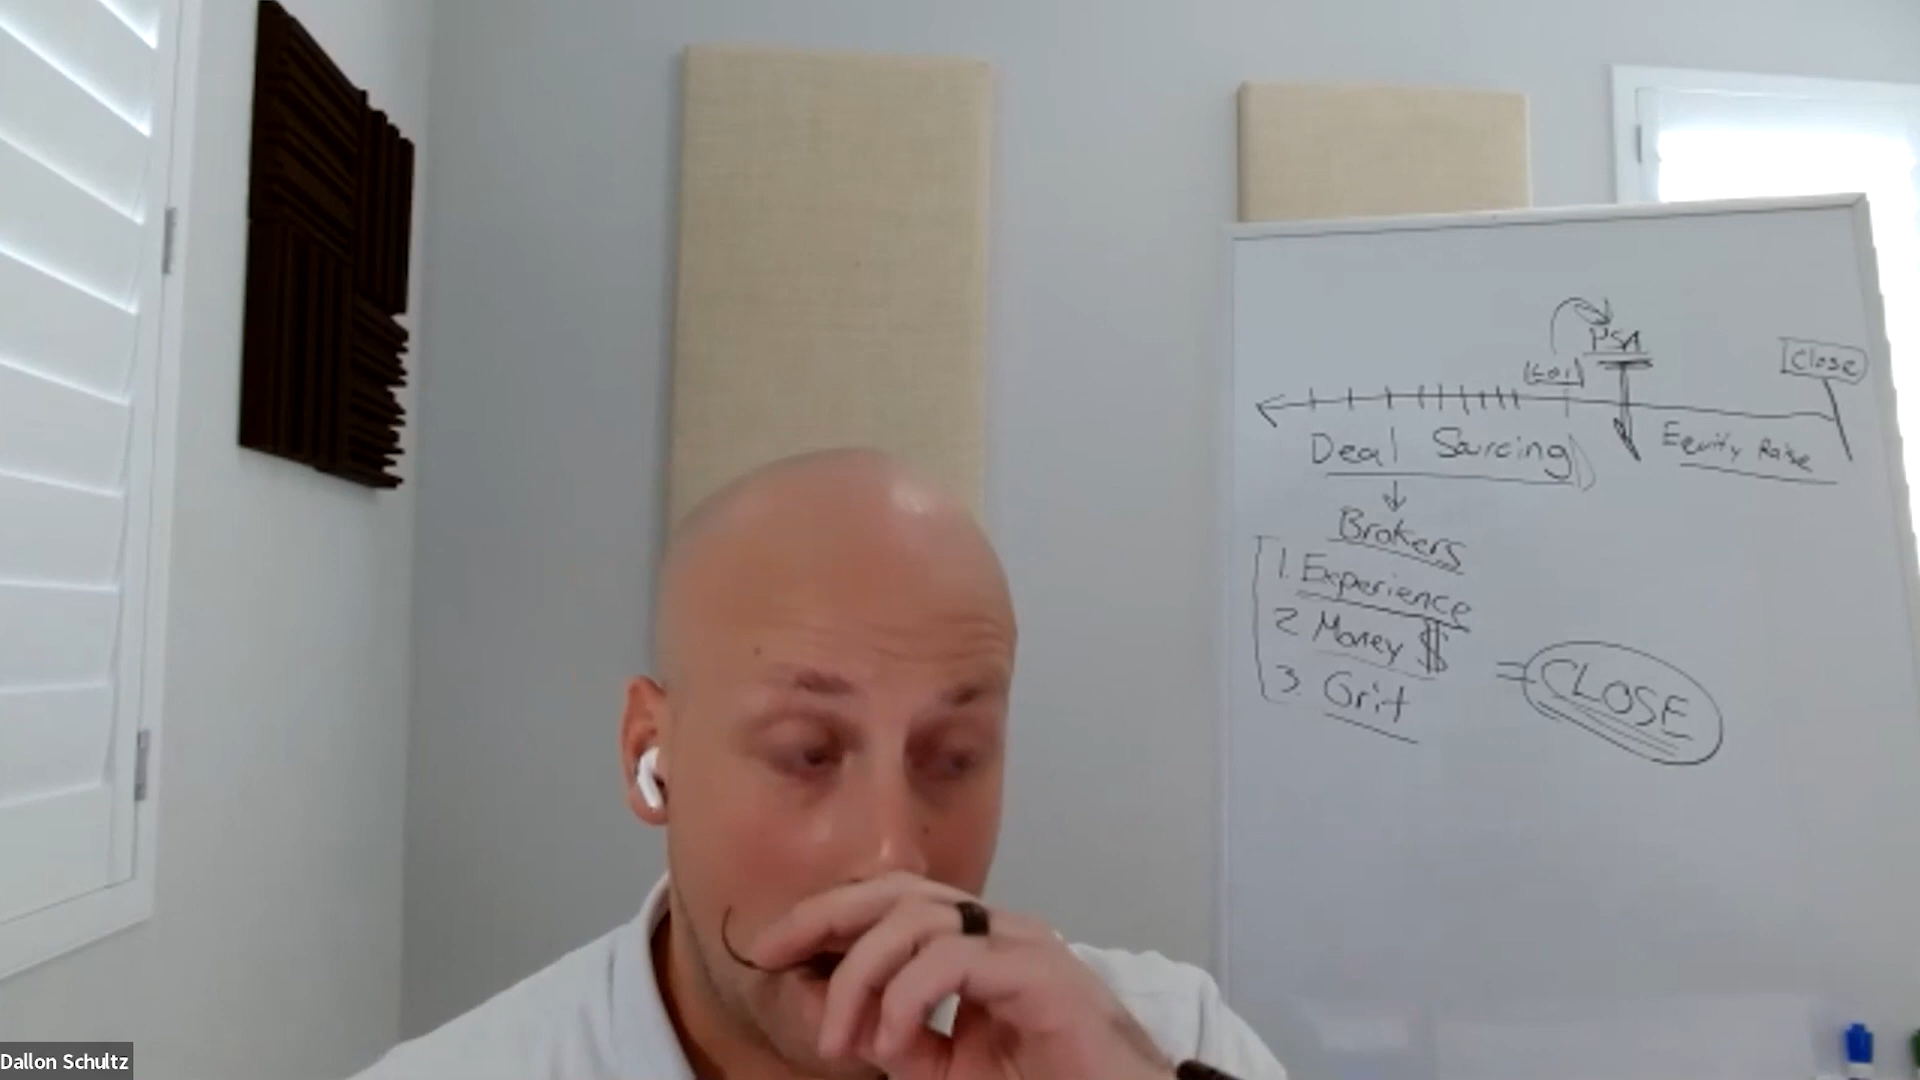 PSA
LOI
Close
Deal Sourcing
Equity Raise
Brokers
1. Experience
2 Money $
3. Grit
= CLOSE
Dallon Schultz